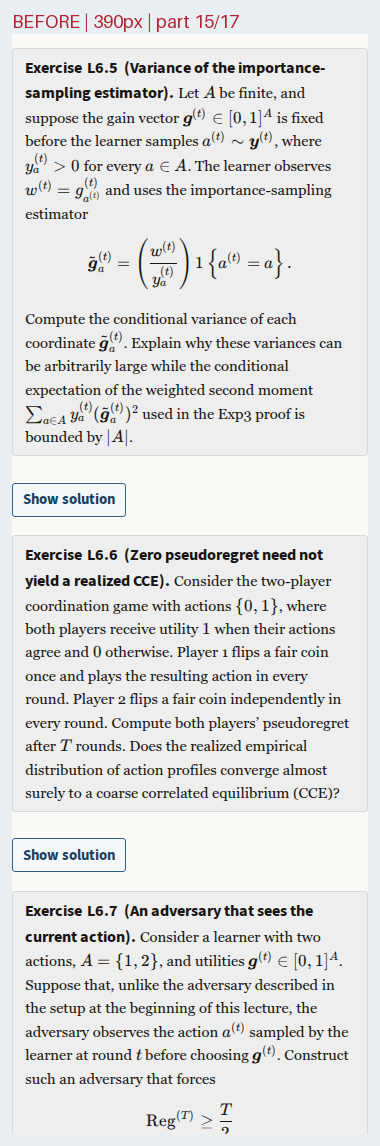 BEFORE | 390px | part 15/17
Exercise L6.5 (Variance of the importance-
sampling estimator). Let A be finite, and
suppose the gain vector g^{(t)} ∈ [0, 1]^A is fixed
before the learner samples a^{(t)} ∼ y^{(t)}, where
y_a^{(t)} > 0 for every a ∈ A. The learner observes
w^{(t)} = g_{a^{(t)}}^{(t)} and uses the importance-sampling
estimator
g̃_a^{(t)} = (w^{(t)} / y_a^{(t)}) 1 {a^{(t)} = a} .
Compute the conditional variance of each
coordinate g̃_a^{(t)}. Explain why these variances can
be arbitrarily large while the conditional
expectation of the weighted second moment
∑_{a∈A} y_a^{(t)} (g̃_a^{(t)})^2 used in the Exp3 proof is
bounded by |A|.
Show solution
Exercise L6.6 (Zero pseudoregret need not
yield a realized CCE). Consider the two-player
coordination game with actions {0, 1}, where
both players receive utility 1 when their actions
agree and 0 otherwise. Player 1 flips a fair coin
once and plays the resulting action in every
round. Player 2 flips a fair coin independently in
every round. Compute both players' pseudoregret
after T rounds. Does the realized empirical
distribution of action profiles converge almost
surely to a coarse correlated equilibrium (CCE)?
Show solution
Exercise L6.7 (An adversary that sees the
current action). Consider a learner with two
actions, A = {1, 2}, and utilities g^{(t)} ∈ [0, 1]^A.
Suppose that, unlike the adversary described in
the setup at the beginning of this lecture, the
adversary observes the action a^{(t)} sampled by the
learner at round t before choosing g^{(t)}. Construct
such an adversary that forces
Reg^{(T)} ≥ T / 2